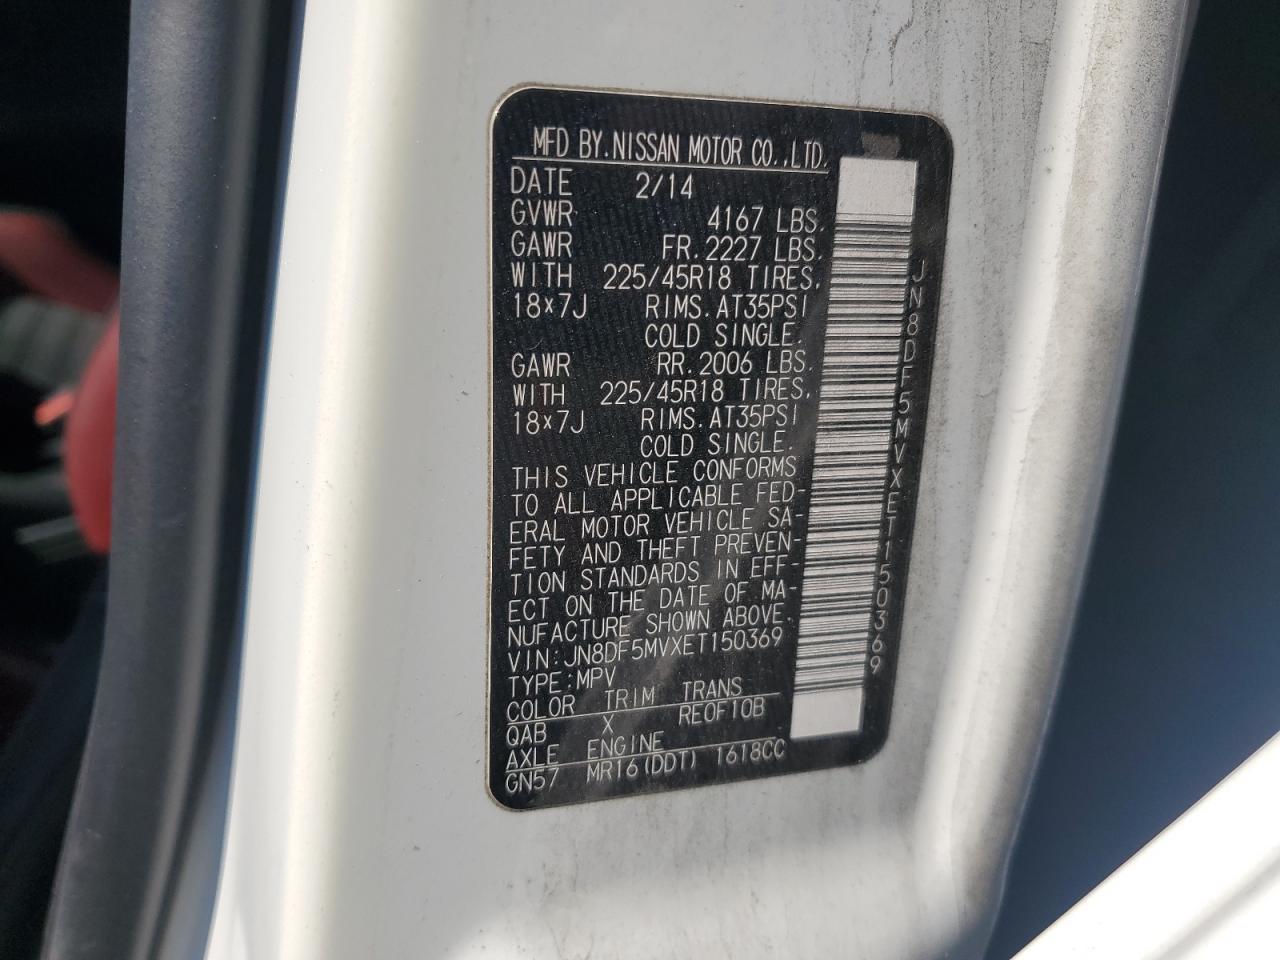 MFD BY.NISSAN MOTOR CO.,LTD.
DATE 2/14
GVWR 4167 LBS.
GAWR FR.2227 LBS.
WITH 225/45R18 TIRES,
18×7J RIMS.AT35PSI
COLD SINGLE.
GAWR RR.2006 LBS.
WITH 225/45R18 TIRES,
18×7J RIMS.AT35PSI
COLD SINGLE.
THIS VEHICLE CONFORMS
TO ALL APPLICABLE FED-
ERAL MOTOR VEHICLE SA-
FETY AND THEFT PREVEN-
TION STANDARDS IN EFF-
ECT ON THE DATE OF MA-
NUFACTURE SHOWN ABOVE.
VIN:JN8DF5MVXET150369
TYPE:MPV
COLOR TRIM TRANS
QAB X RE0F10B
AXLE ENGINE
GN57 MR16(DDT) 1618CC
JN8DF5MVXET150369